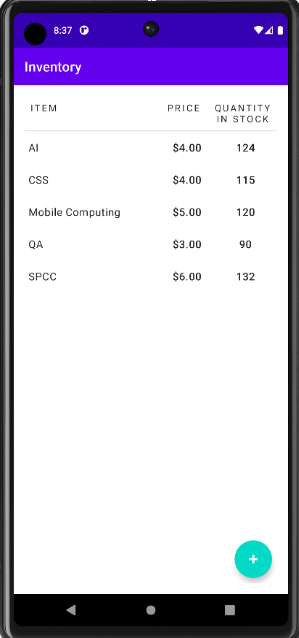 8:37
Inventory
ITEM PRICE QUANTITY
IN STOCK
AI $4.00 124
CSS $4.00 115
Mobile Computing $5.00 120
QA $3.00 90
SPCC $6.00 132
+